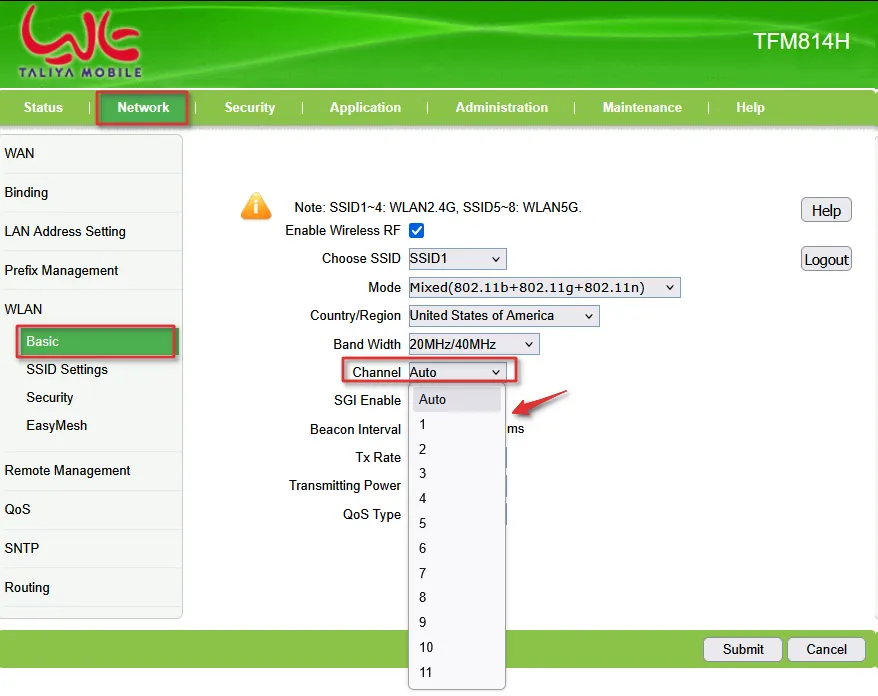 TALIYA MOBILE
TFM814H
Status | Network | Security | Application | Administration | Maintenance | Help
WAN
Binding
LAN Address Setting
Prefix Management
WLAN
Basic
SSID Settings
Security
EasyMesh
Remote Management
QoS
SNTP
Routing
Note: SSID1~4: WLAN2.4G, SSID5~8: WLAN5G.
Enable Wireless RF
Choose SSID SSID1
Mode Mixed(802.11b+802.11g+802.11n)
Country/Region United States of America
Band Width 20MHz/40MHz
Channel Auto
SGI Enable
Beacon Interval ms
Tx Rate
Transmitting Power
QoS Type
Auto
1
2
3
4
5
6
7
8
9
10
11
Help
Logout
Submit Cancel